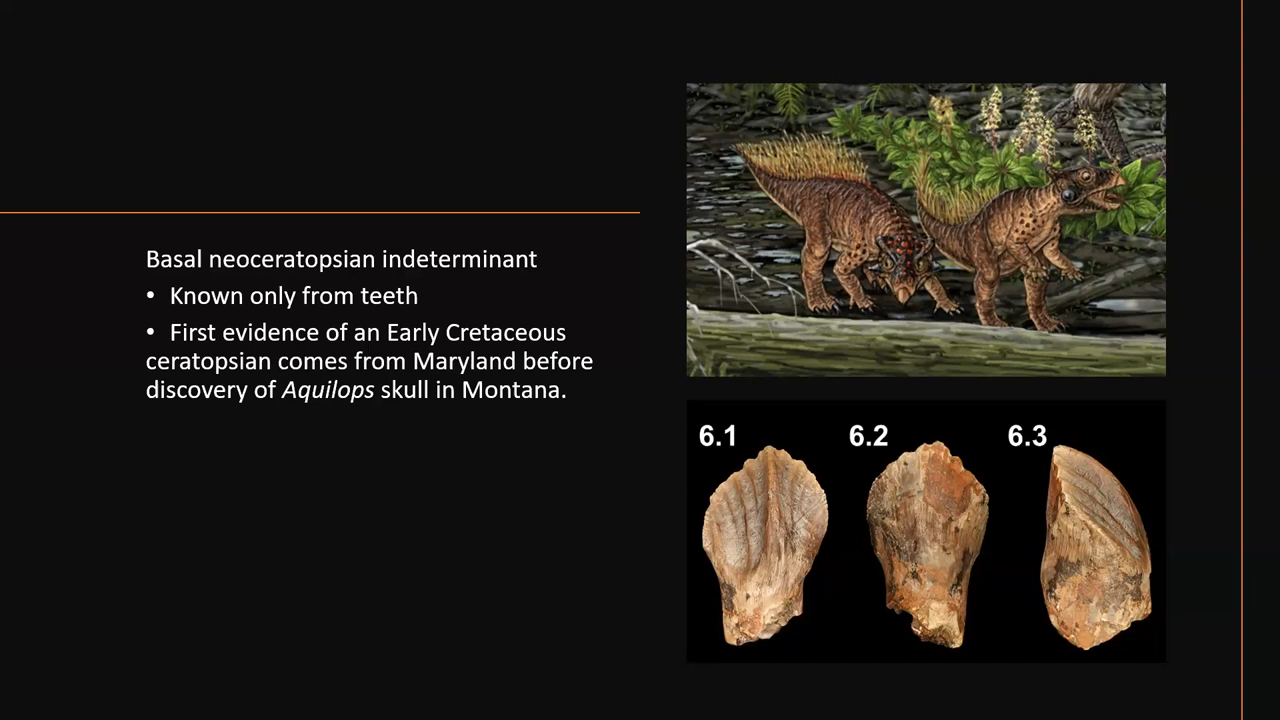 Basal neoceratopsian indeterminant
• Known only from teeth
• First evidence of an Early Cretaceous
ceratopsian comes from Maryland before
discovery of Aquilops skull in Montana.
6.1 6.2 6.3